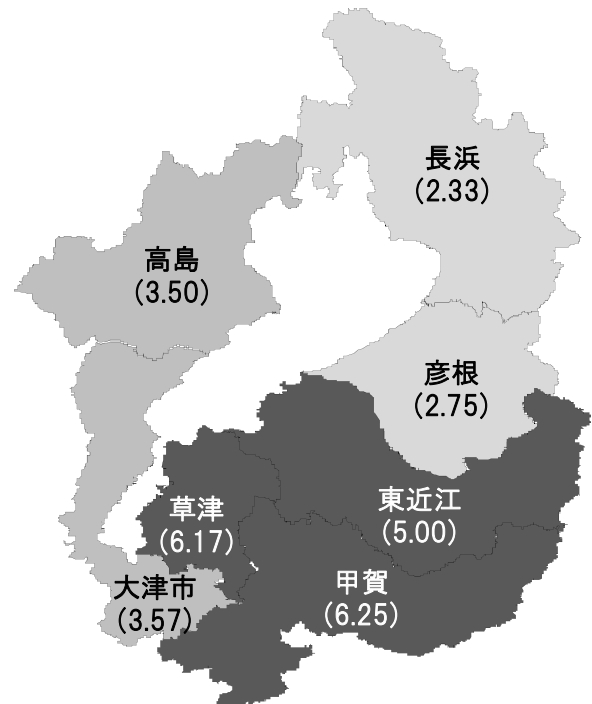 長浜
(2.33)
高島
(3.50)
彦根
(2.75)
東近江
(5.00)
草津
(6.17)
甲賀
(6.25)
大津市
(3.57)